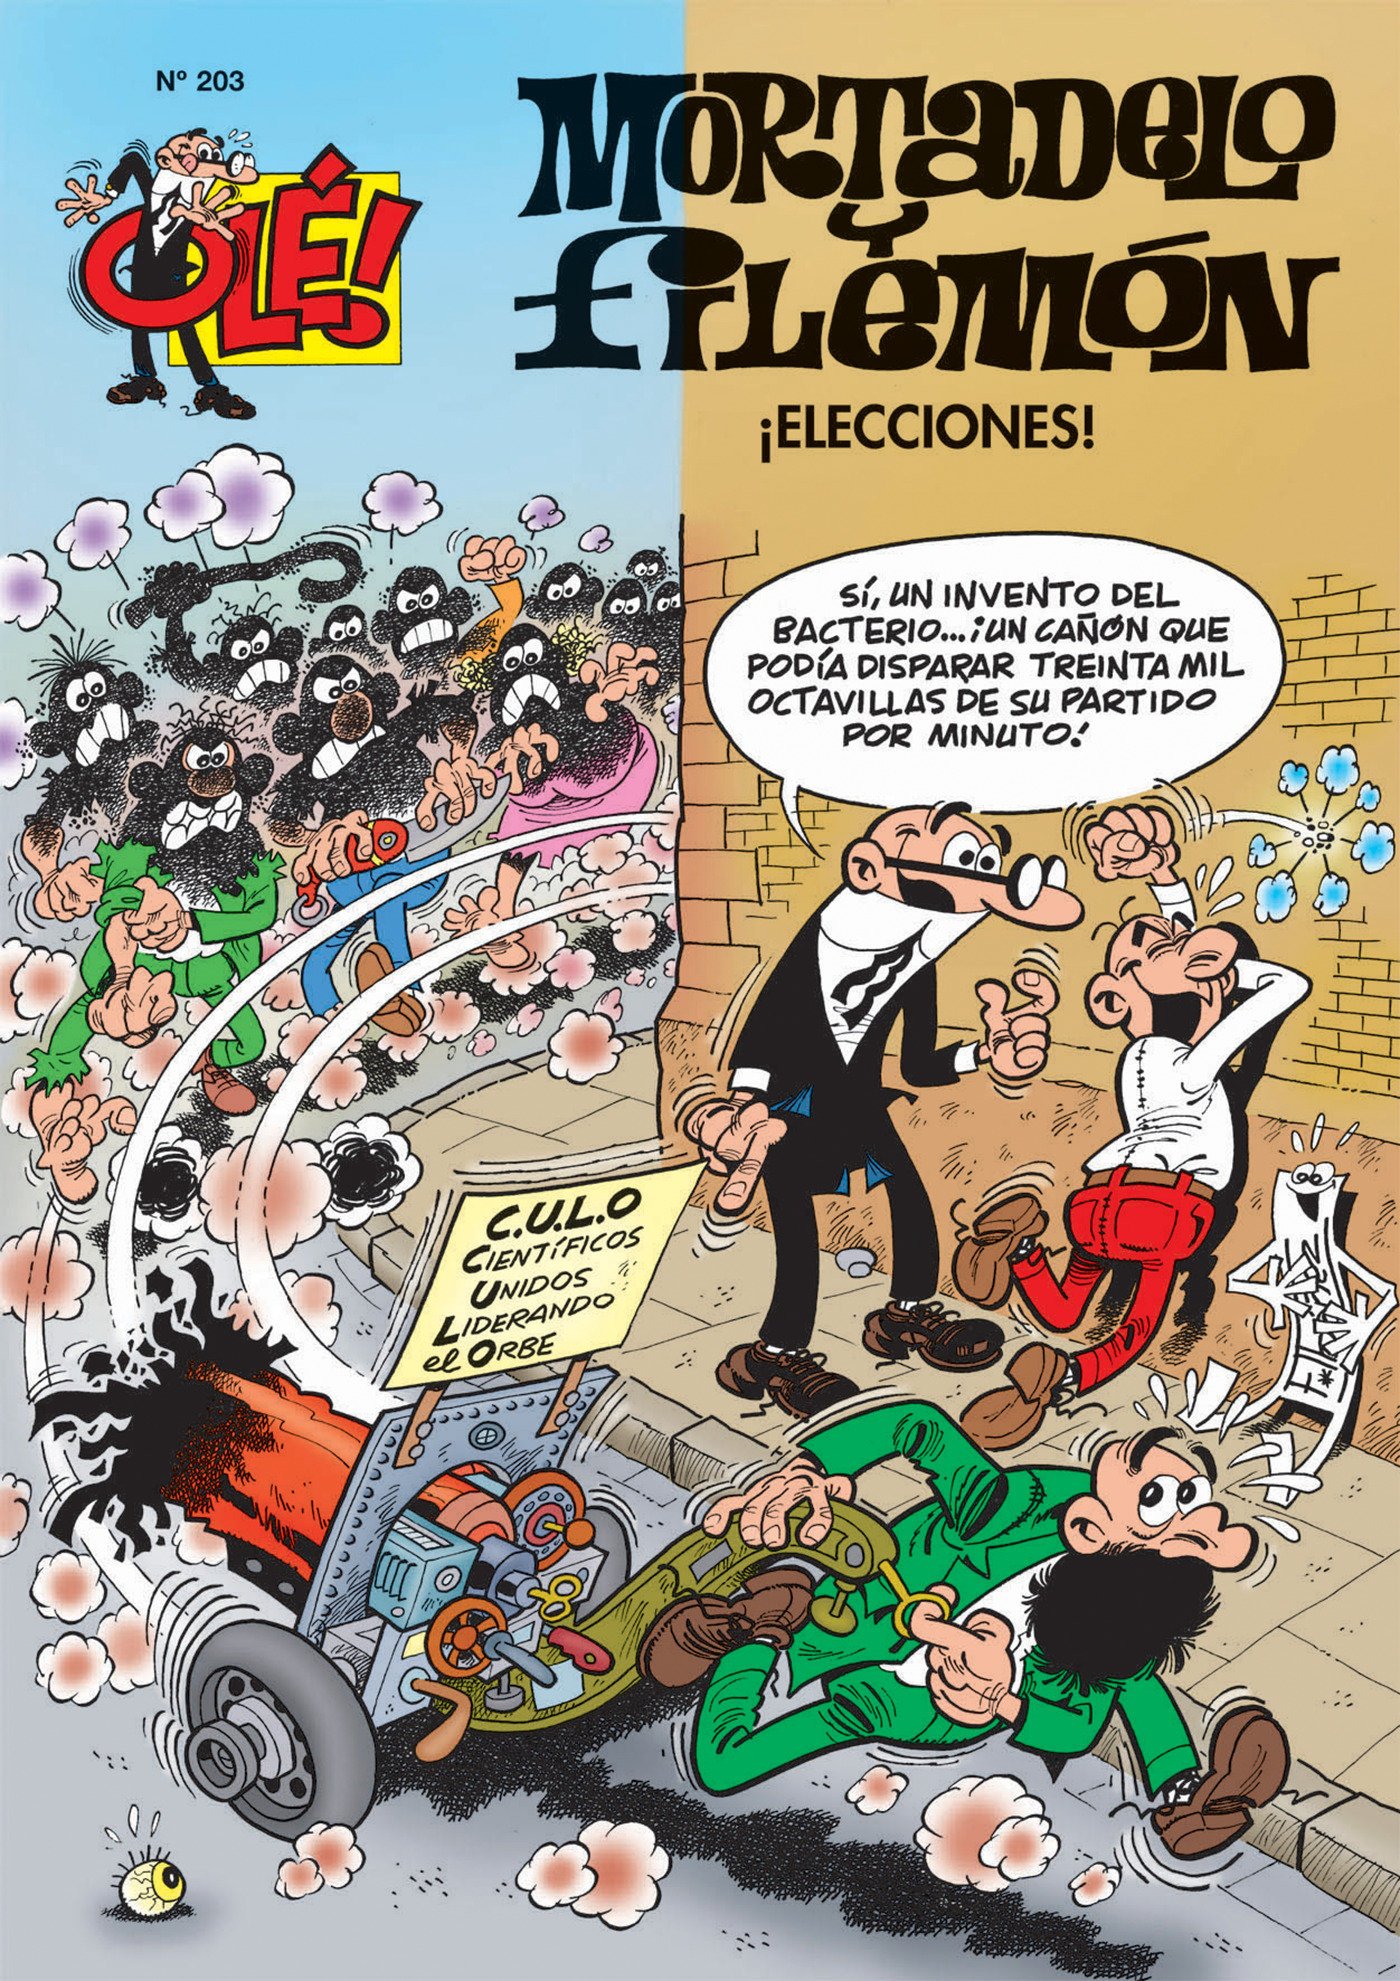 Nº 203
OLÉ!
MORTADELO
Y
FILEMÓN
¡ELECCIONES!
SÍ, UN INVENTO DEL
BACTERIO...¡UN CAÑÓN QUE
PODÍA DISPARAR TREINTA MIL
OCTAVILLAS DE SU PARTIDO
POR MINUTO!
C.U.L.O
CIENTÍFICOS
UNIDOS
LIDERANDO
el ORBE